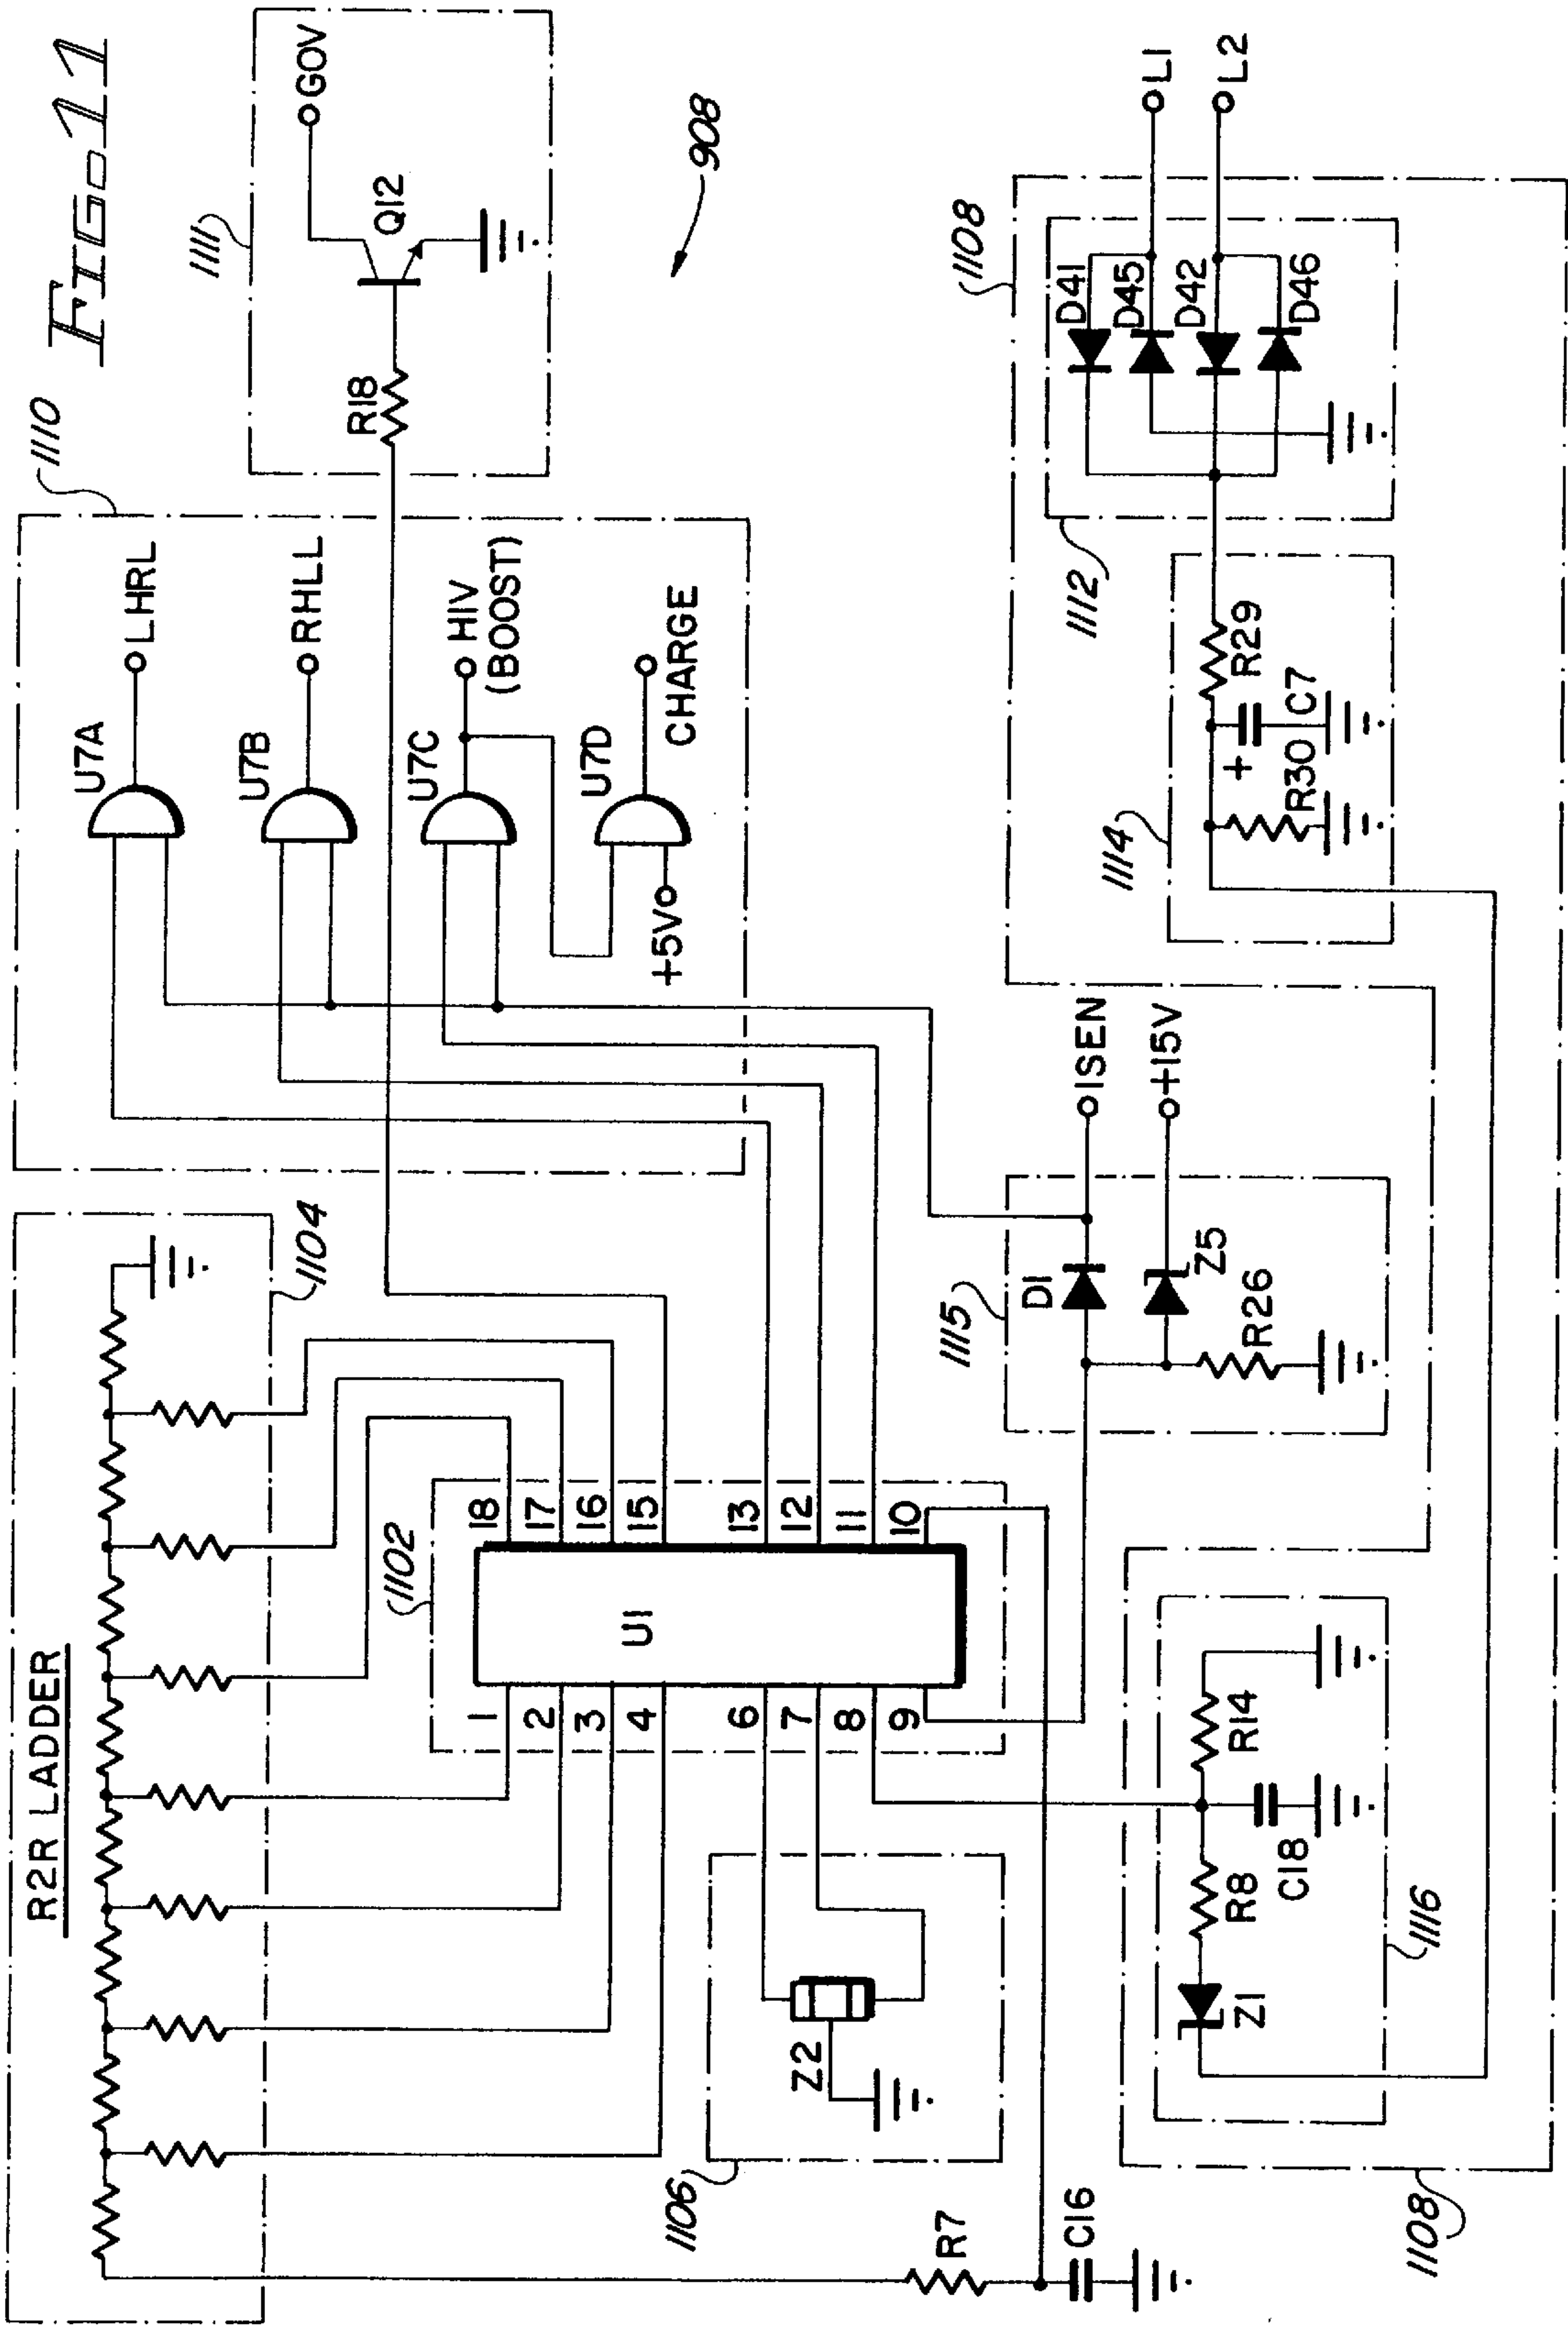 FIG. 11
R2R LADDER
1104
1110
1111
GOV
Q12
R18
908
U7A
LHRL
U7B
RHLL
U7C
HIV
(BOOST)
U7D
+5V
CHARGE
1102
U1
1
2
3
4
6
7
8
9
18
17
16
15
13
12
11
10
1106
Z2
R7
C16
1115
D1
ISEN
+15V
Z5
R26
1108
1112
D41
D45
D42
D46
L1
L2
1114
R29
+
C7
R30
1116
Z1
R8
C18
R14
1108